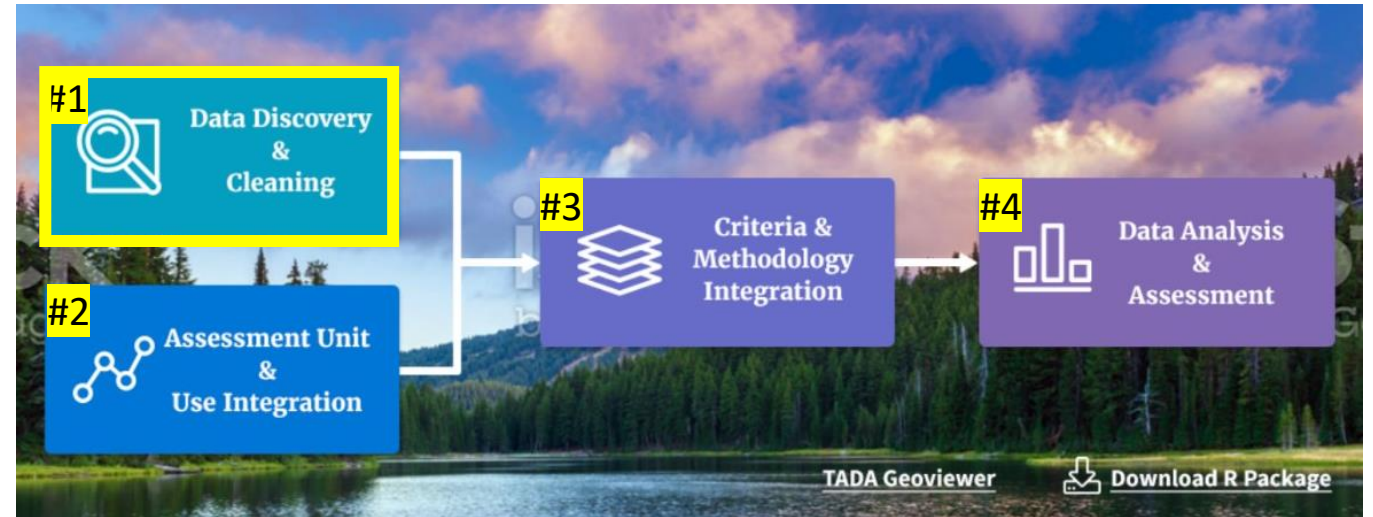 #1
Data Discovery
&
Cleaning
#2
Assessment Unit
&
Use Integration
#3
Criteria &
Methodology
Integration
#4
Data Analysis
&
Assessment
TADA Geoviewer
Download R Package